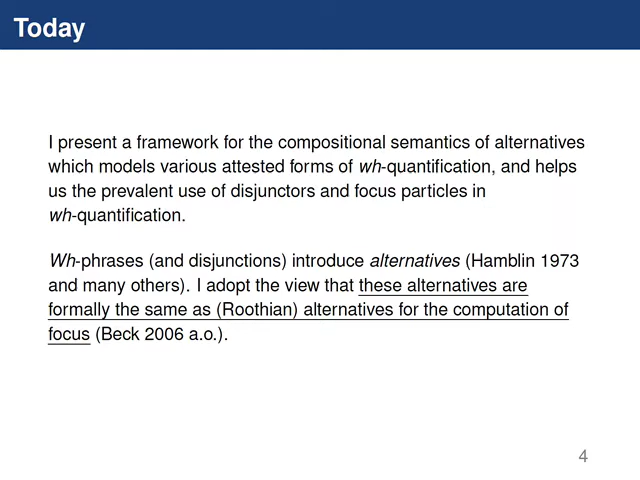 Today
I present a framework for the compositional semantics of alternatives
which models various attested forms of wh-quantification, and helps
us the prevalent use of disjunctors and focus particles in
wh-quantification.
Wh-phrases (and disjunctions) introduce alternatives (Hamblin 1973
and many others). I adopt the view that these alternatives are
formally the same as (Roothian) alternatives for the computation of
focus (Beck 2006 a.o.).
4